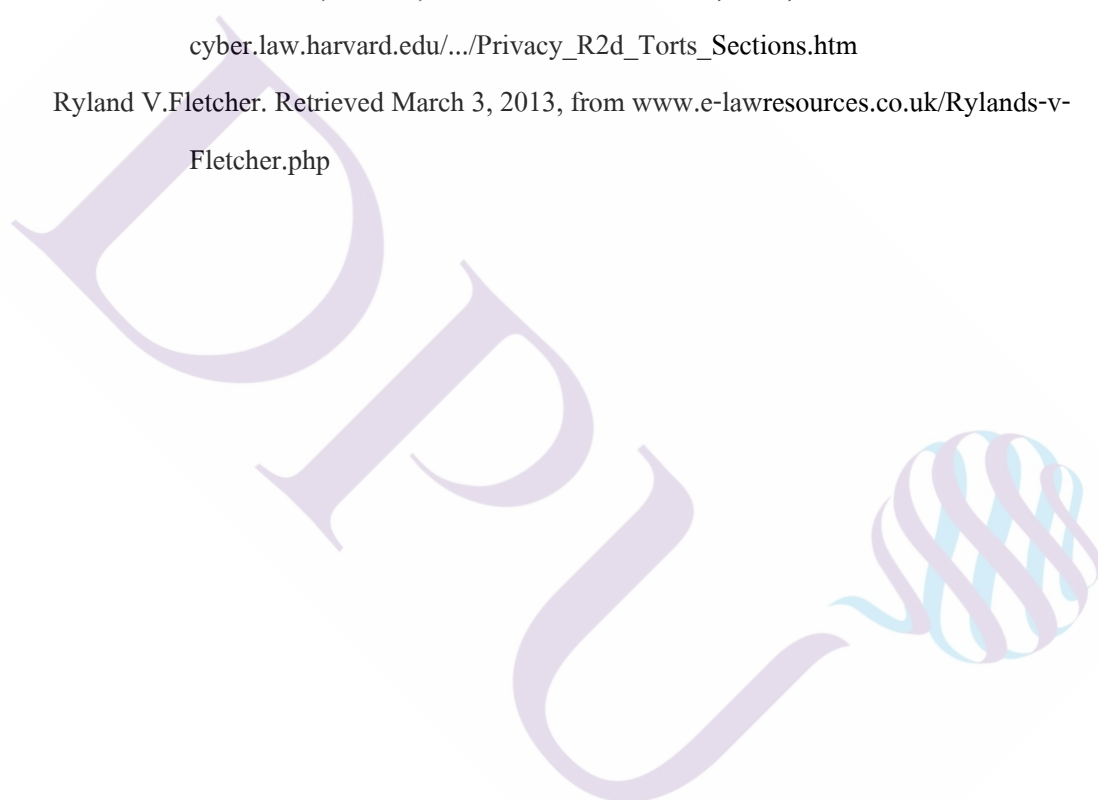 cyber.law.harvard.edu/.../Privacy_R2d_Torts_Sections.htm
Ryland V.Fletcher. Retrieved March 3, 2013, from www.e-lawresources.co.uk/Rylands-v-
Fletcher.php
DPU